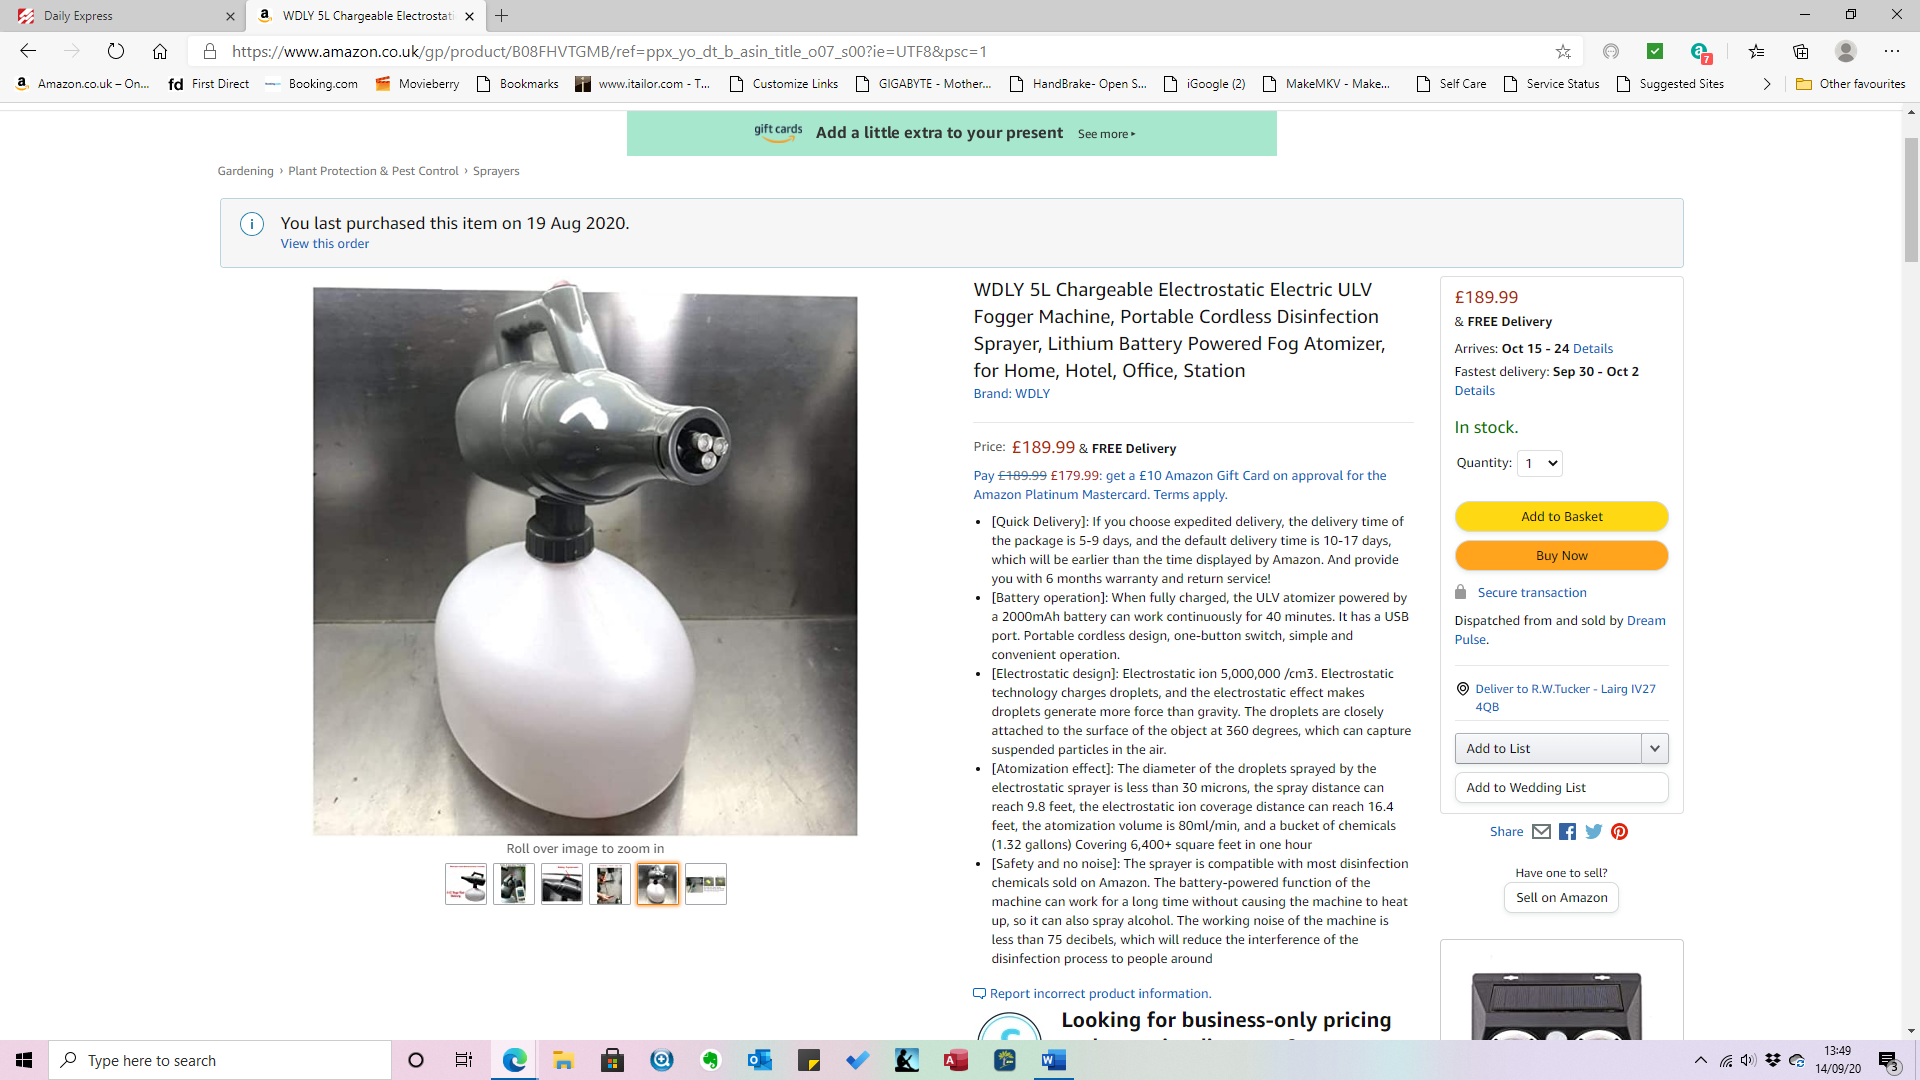 Daily Express
WDLY 5L Chargeable Electrostati
https://www.amazon.co.uk/gp/product/B08FHVTGMB/ref=ppx_yo_dt_b_asin_title_o07_s00?ie=UTF8&psc=1
7
Amazon.co.uk – On...
fd First Direct
Booking.com
Movieberry
Bookmarks
www.itailor.com - T...
Customize Links
GIGABYTE - Mother...
HandBrake- Open S...
iGoogle (2)
MakeMKV - Make...
Self Care
Service Status
Suggested Sites
Other favourites
gift cards Add a little extra to your present See more ▸
Gardening › Plant Protection & Pest Control › Sprayers
You last purchased this item on 19 Aug 2020.
View this order
Roll over image to zoom in
WDLY 5L Chargeable Electrostatic Electric ULV
Fogger Machine, Portable Cordless Disinfection
Sprayer, Lithium Battery Powered Fog Atomizer,
for Home, Hotel, Office, Station
Brand: WDLY
Price: £189.99 & FREE Delivery
Pay £189.99 £179.99: get a £10 Amazon Gift Card on approval for the
Amazon Platinum Mastercard. Terms apply.
• [Quick Delivery]: If you choose expedited delivery, the delivery time of
the package is 5-9 days, and the default delivery time is 10-17 days,
which will be earlier than the time displayed by Amazon. And provide
you with 6 months warranty and return service!
• [Battery operation]: When fully charged, the ULV atomizer powered by
a 2000mAh battery can work continuously for 40 minutes. It has a USB
port. Portable cordless design, one-button switch, simple and
convenient operation.
• [Electrostatic design]: Electrostatic ion 5,000,000 /cm3. Electrostatic
technology charges droplets, and the electrostatic effect makes
droplets generate more force than gravity. The droplets are closely
attached to the surface of the object at 360 degrees, which can capture
suspended particles in the air.
• [Atomization effect]: The diameter of the droplets sprayed by the
electrostatic sprayer is less than 30 microns, the spray distance can
reach 9.8 feet, the electrostatic ion coverage distance can reach 16.4
feet, the atomization volume is 80ml/min, and a bucket of chemicals
(1.32 gallons) Covering 6,400+ square feet in one hour
• [Safety and no noise]: The sprayer is compatible with most disinfection
chemicals sold on Amazon. The battery-powered function of the
machine can work for a long time without causing the machine to heat
up, so it can also spray alcohol. The working noise of the machine is
less than 75 decibels, which will reduce the interference of the
disinfection process to people around
Report incorrect product information.
Looking for business-only pricing
£189.99
& FREE Delivery
Arrives: Oct 15 - 24 Details
Fastest delivery: Sep 30 - Oct 2
Details
In stock.
Quantity: 1
Add to Basket
Buy Now
Secure transaction
Dispatched from and sold by Dream
Pulse.
Deliver to R.W.Tucker - Lairg IV27
4QB
Add to List
Add to Wedding List
Share
Have one to sell?
Sell on Amazon
Type here to search
13:49
14/09/20
3